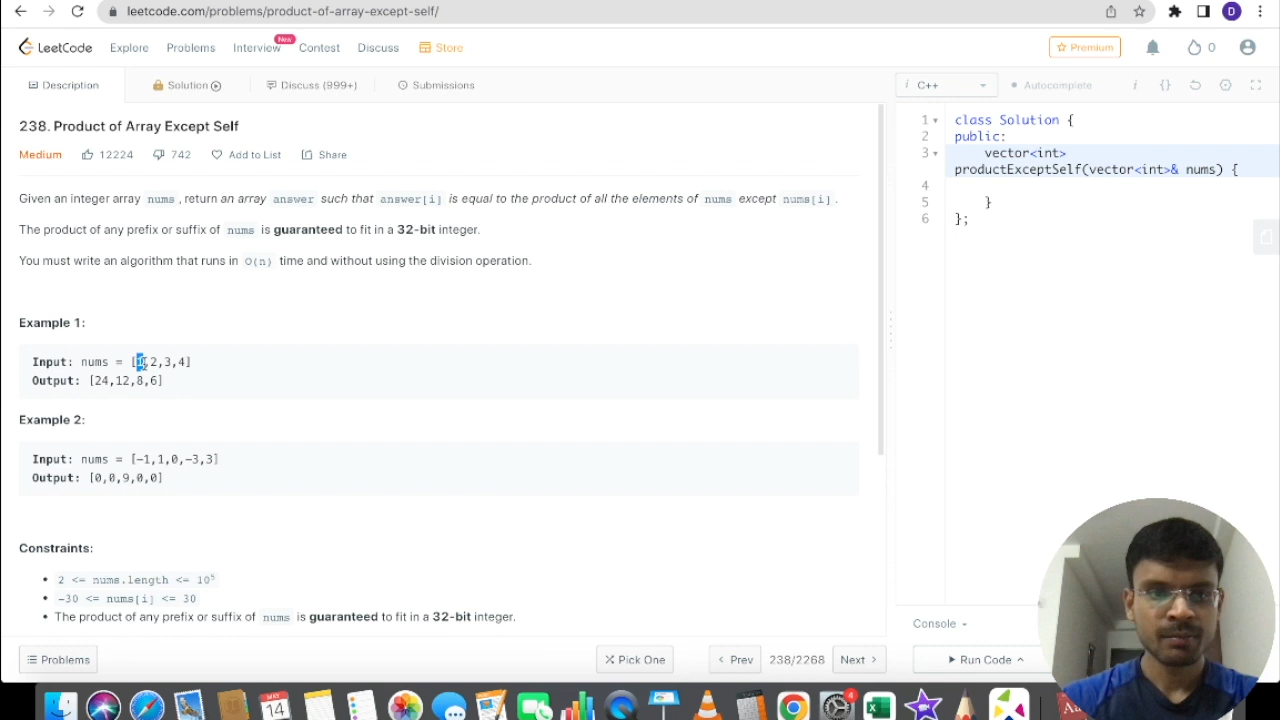 leetcode.com/problems/product-of-array-except-self/
D
LeetCode
Explore
Problems
Interview
New
Contest
Discuss
Store
Premium
0
Description
Solution
Discuss (999+)
Submissions
i C++
Autocomplete
i {}
238. Product of Array Except Self
Medium
12224
742
Add to List
Share
Given an integer array nums , return an array answer such that answer[i] is equal to the product of all the elements of nums except nums[i] .
The product of any prefix or suffix of nums is guaranteed to fit in a 32-bit integer.
You must write an algorithm that runs in O(n) time and without using the division operation.
Example 1:
Input: nums = [1,2,3,4]
Output: [24,12,8,6]
Example 2:
Input: nums = [-1,1,0,-3,3]
Output: [0,0,9,0,0]
Constraints:
• 2 <= nums.length <= 10⁵
• -30 <= nums[i] <= 30
• The product of any prefix or suffix of nums is guaranteed to fit in a 32-bit integer.
1 class Solution {
2 public:
3 vector<int>
productExceptSelf(vector<int>& nums) {
4
5 }
6 };
Console
Problems
Pick One
Prev
238/2268
Next
Run Code
MAY
14
4